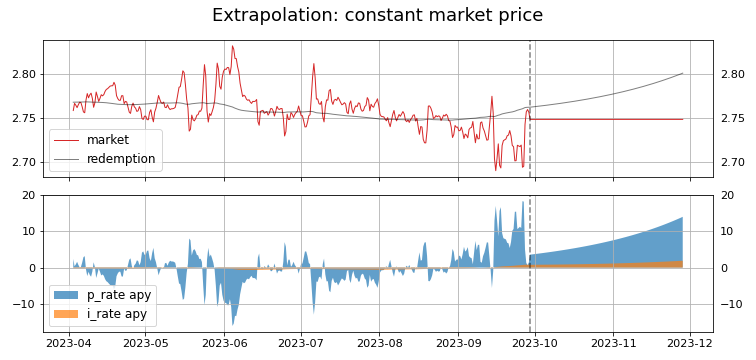 Extrapolation: constant market price
2.80
2.80
2.75
2.75
2.70
2.70
market
redemption
20
20
10
10
0
0
−10
−10
p_rate apy
i_rate apy
2023-04 2023-05 2023-06 2023-07 2023-08 2023-09 2023-10 2023-11 2023-12